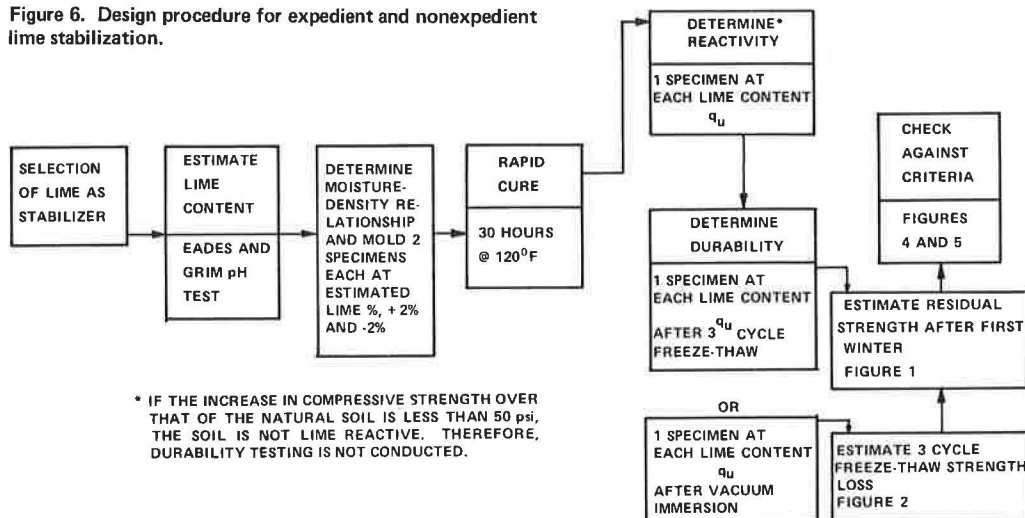 Figure 6. Design procedure for expedient and nonexpedient
lime stabilization.
SELECTION
OF LIME AS
STABILIZER
ESTIMATE
LIME
CONTENT
EADES AND
GRIM pH
TEST
DETERMINE
MOISTURE-
DENSITY RE-
LATIONSHIP
AND MOLD 2
SPECIMENS
EACH AT
ESTIMATED
LIME %, + 2%
AND -2%
RAPID
CURE
30 HOURS
@ 120⁰F
DETERMINE*
REACTIVITY
1 SPECIMEN AT
EACH LIME CONTENT
qu
DETERMINE
DURABILITY
1 SPECIMEN AT
EACH LIME CONTENT
qu
AFTER 3 CYCLE
FREEZE-THAW
OR
1 SPECIMEN AT
EACH LIME CONTENT
qu
AFTER VACUUM
IMMERSION
CHECK
AGAINST
CRITERIA
FIGURES
4 AND 5
ESTIMATE RESIDUAL
STRENGTH AFTER FIRST
WINTER
FIGURE 1
ESTIMATE 3 CYCLE
FREEZE-THAW STRENGTH
LOSS
FIGURE 2
* IF THE INCREASE IN COMPRESSIVE STRENGTH OVER
THAT OF THE NATURAL SOIL IS LESS THAN 50 psi,
THE SOIL IS NOT LIME REACTIVE. THEREFORE,
DURABILITY TESTING IS NOT CONDUCTED.